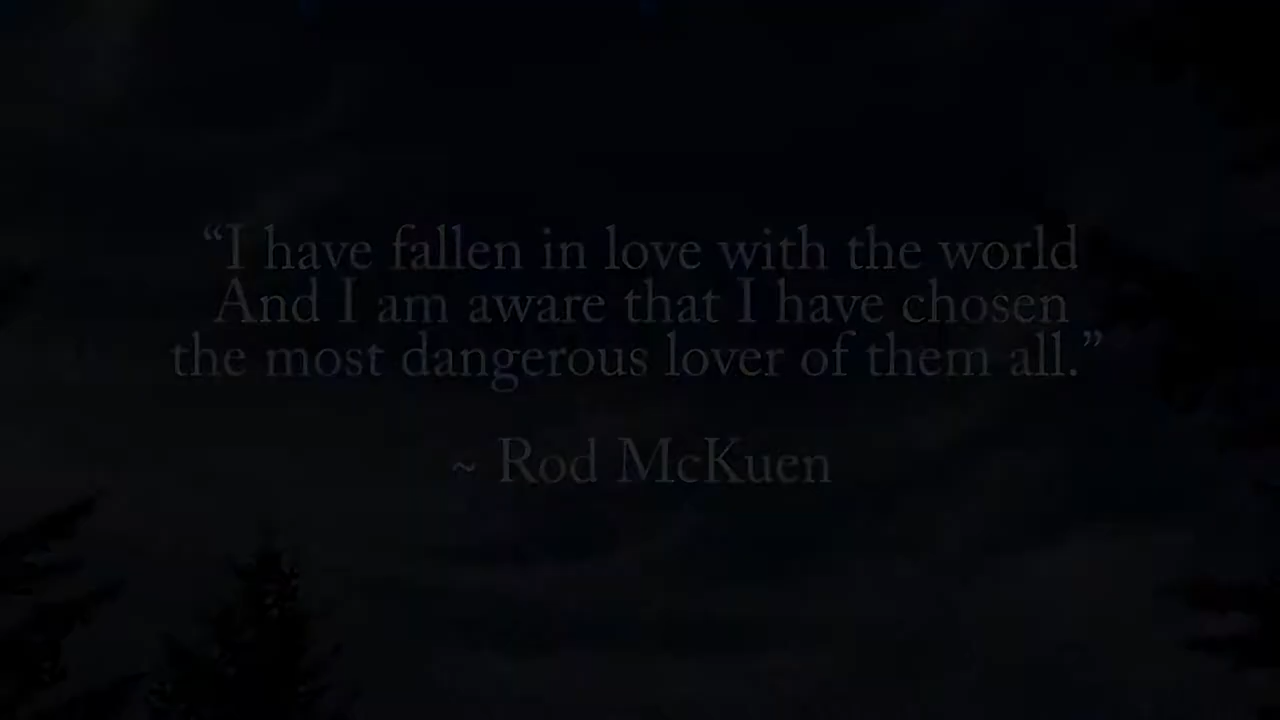 “I have fallen in love with the world
And I am aware that I have chosen
the most dangerous lover of them all.”
~ Rod McKuen